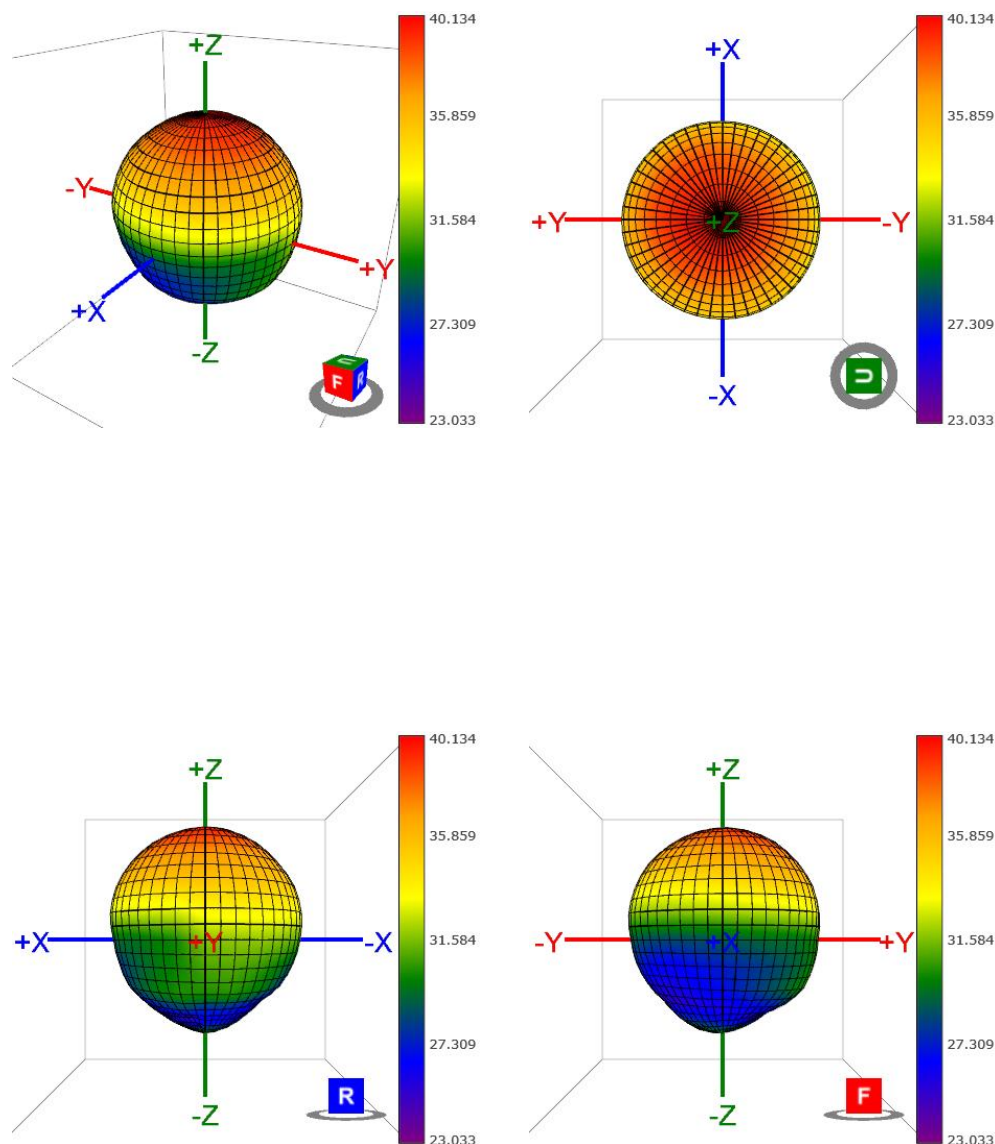 +Z
-Y
+Y
+X
-Z
U
F
R
40.134
35.859
31.584
27.309
23.033
+X
+Y
+Z
-Y
-X
U
40.134
35.859
31.584
27.309
23.033
+Z
+X
+Y
-X
-Z
R
40.134
35.859
31.584
27.309
23.033
+Z
-Y
+X
+Y
-Z
F
40.134
35.859
31.584
27.309
23.033